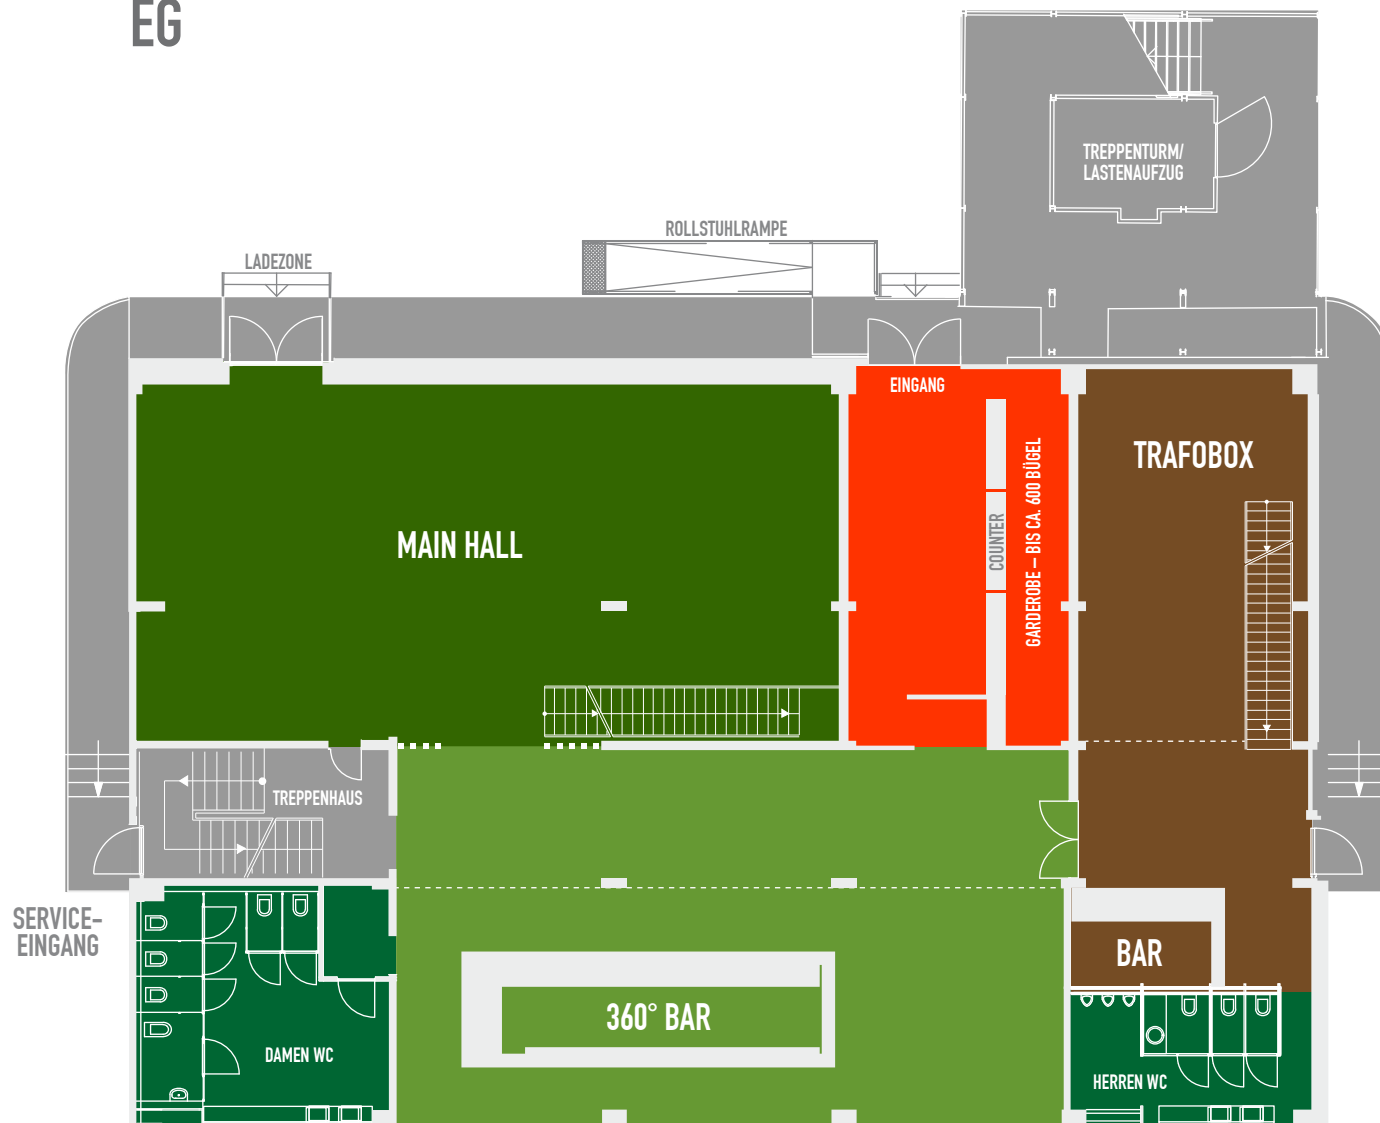 EG
TREPPENTURM/
LASTENAUFZUG
ROLLSTUHLRAMPE
LADEZONE
EINGANG
TRAFOBOX
MAIN HALL
COUNTER
GARDEROBE – BIS CA. 600 BÜGEL
TREPPENHAUS
SERVICE-
EINGANG
BAR
360° BAR
DAMEN WC
HERREN WC